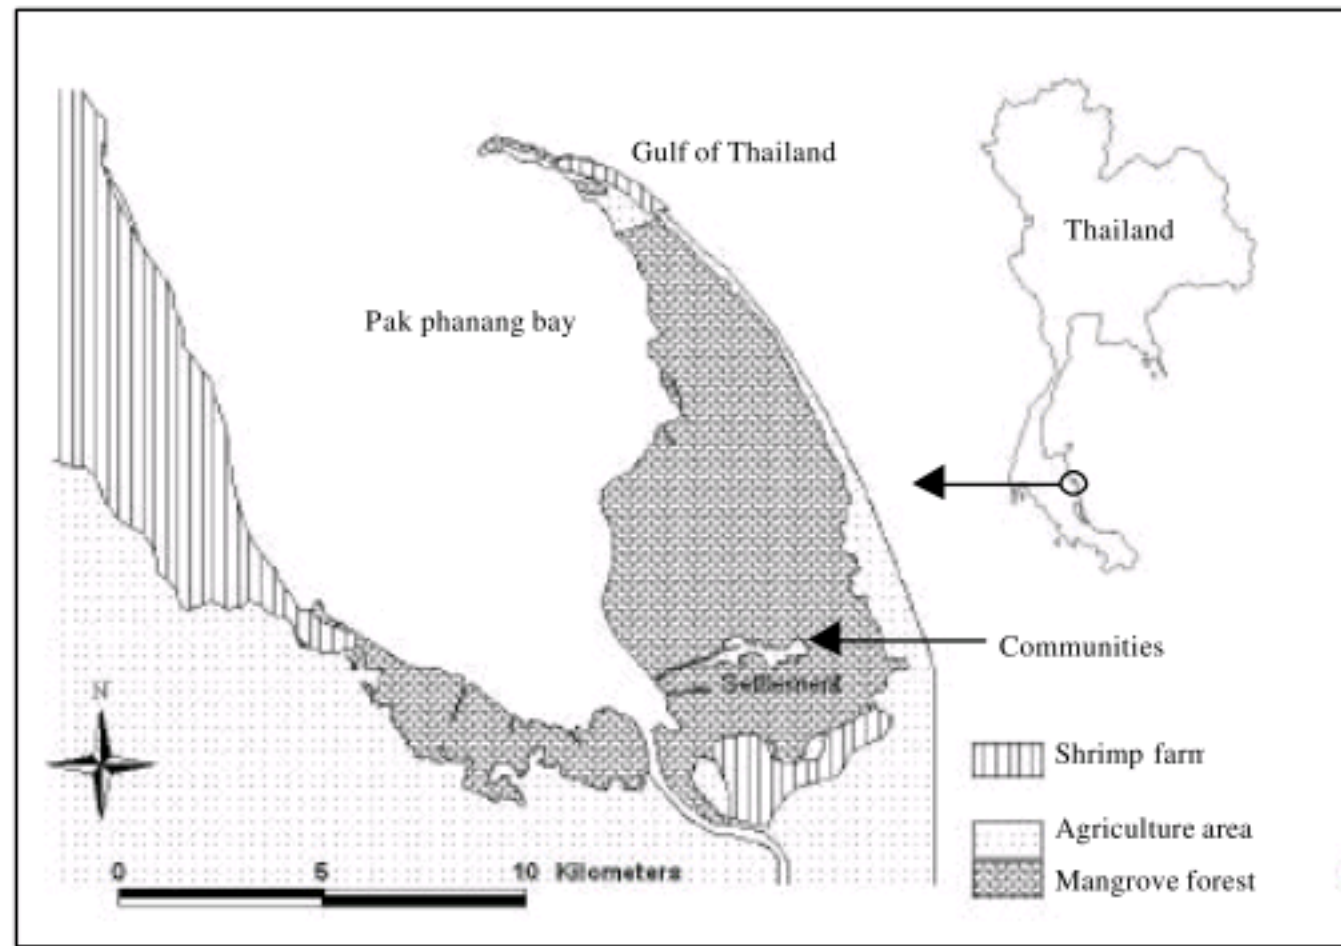 Gulf of Thailand
Thailand
Pak phanang bay
Communities
Settlement
N
Shrimp farm
Agriculture area
Mangrove forest
0 5 10 Kilometers